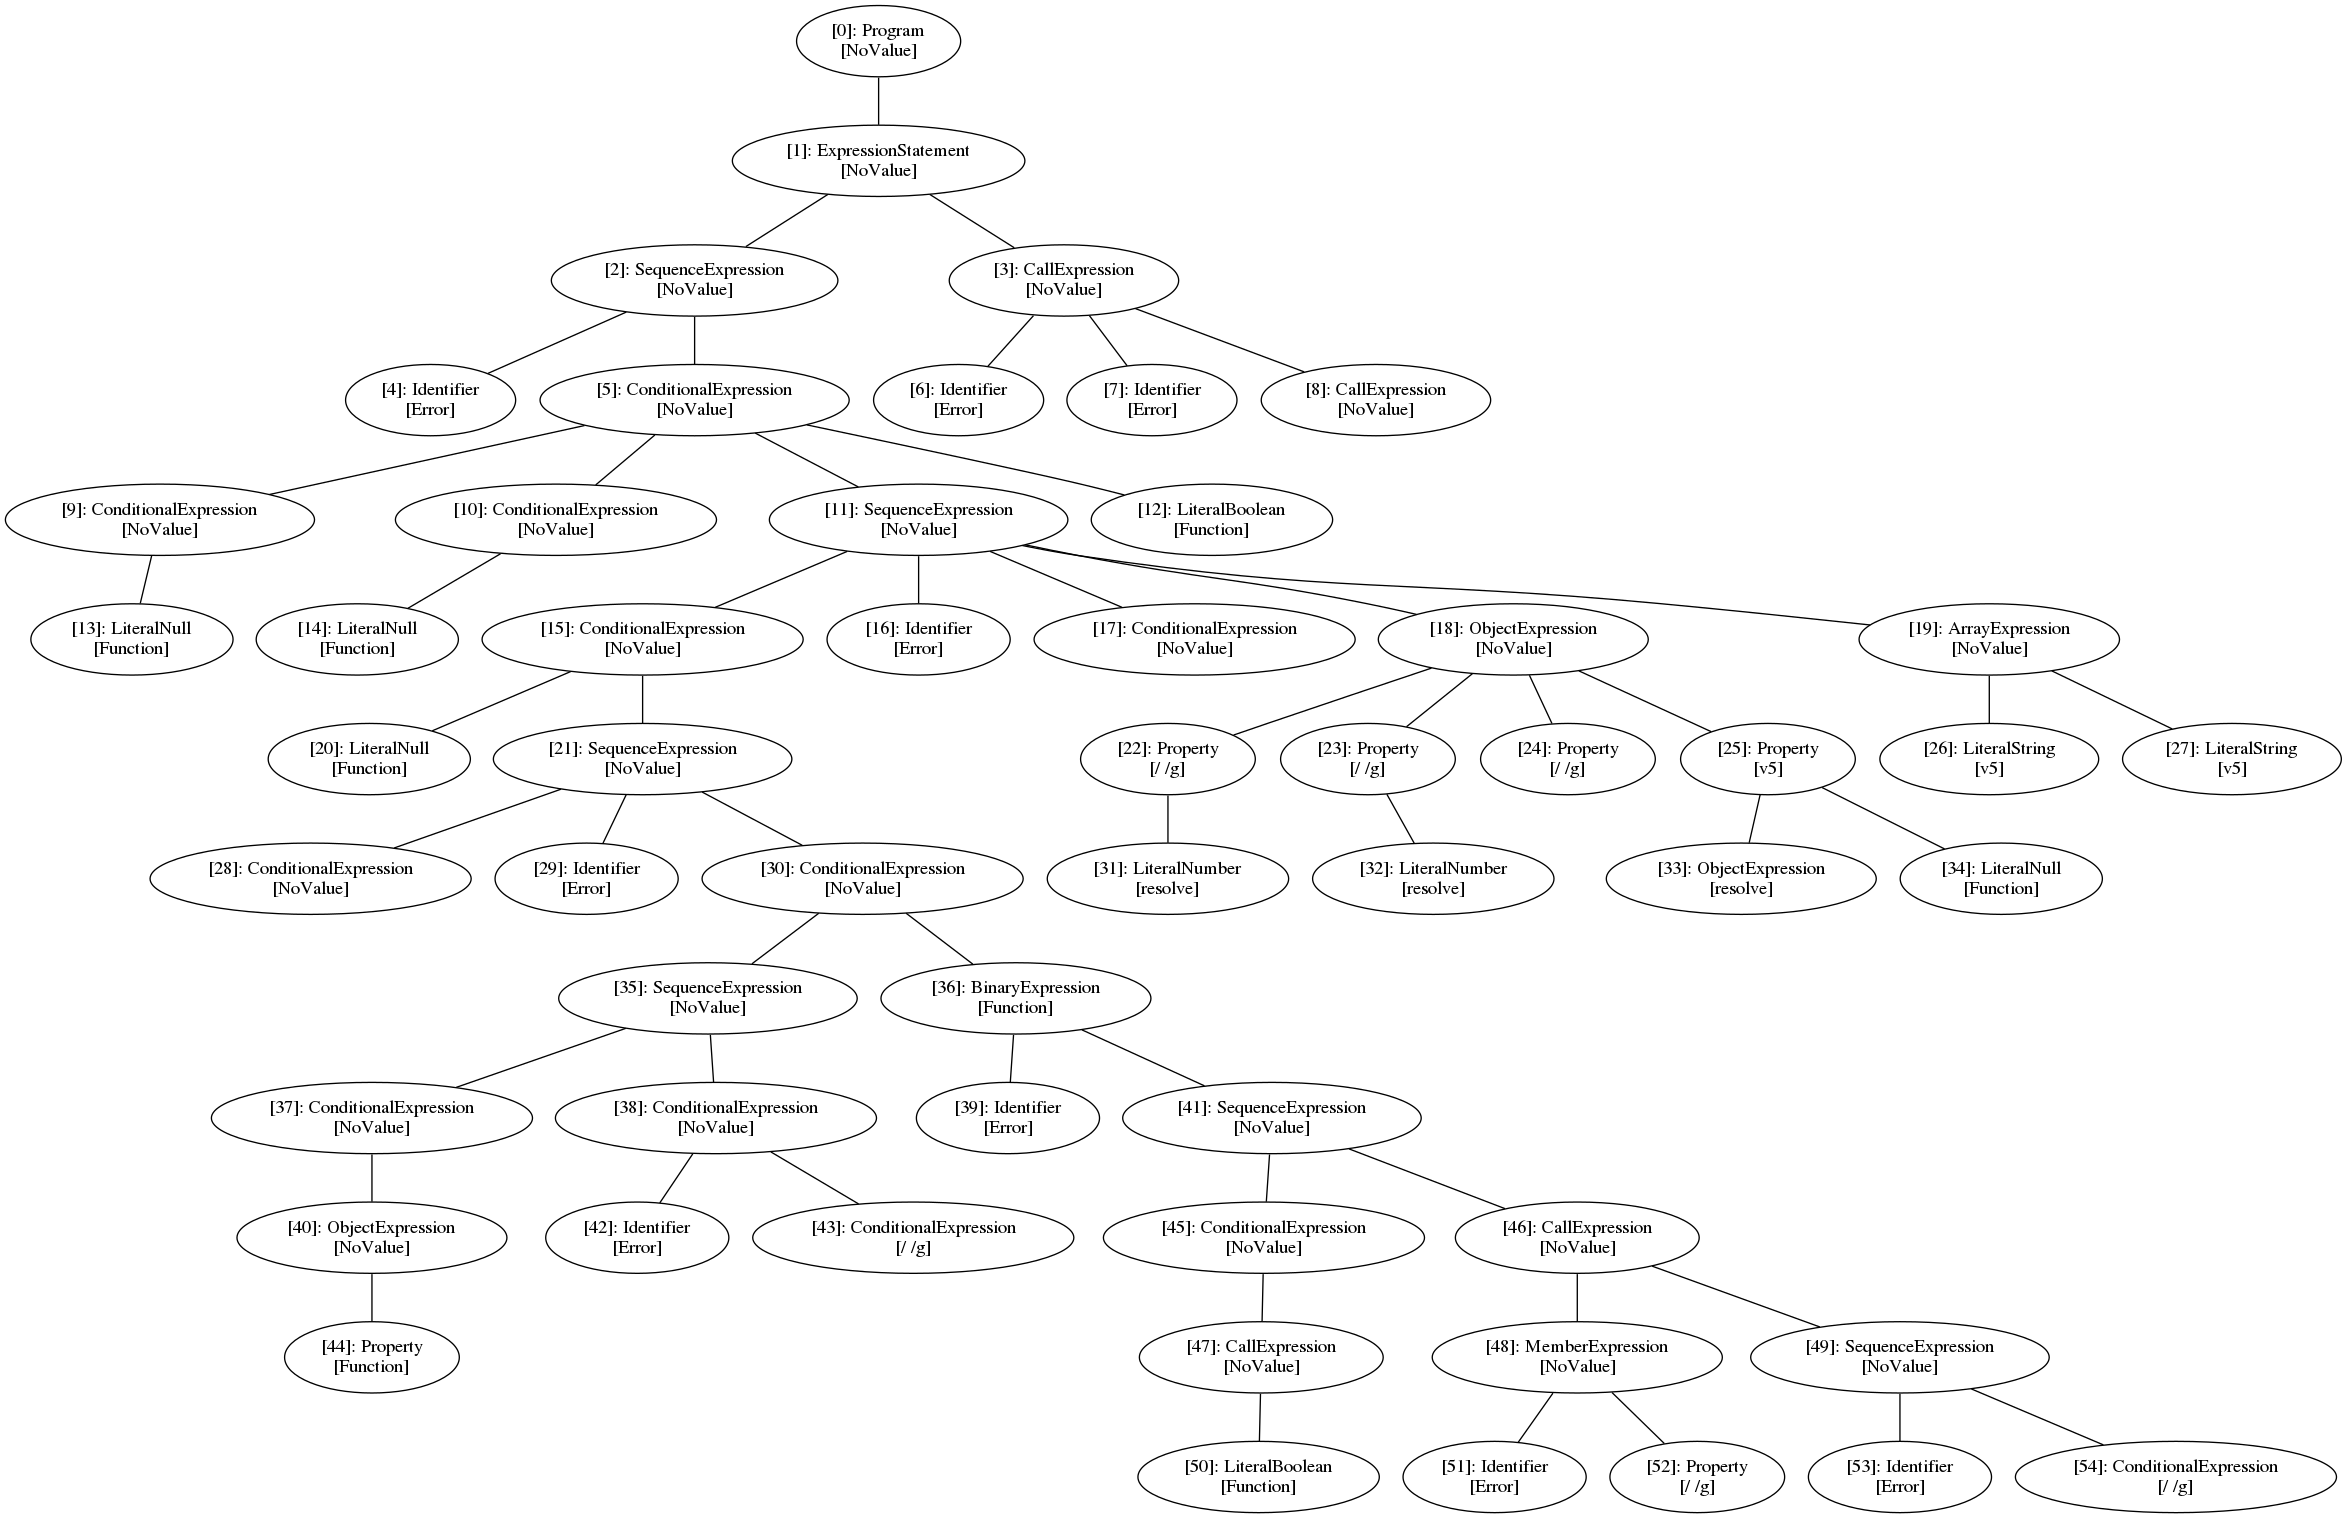 [0]: Program
[NoValue]
[1]: ExpressionStatement
[NoValue]
[2]: SequenceExpression
[NoValue]
[3]: CallExpression
[NoValue]
[4]: Identifier
[Error]
[5]: ConditionalExpression
[NoValue]
[6]: Identifier
[Error]
[7]: Identifier
[Error]
[8]: CallExpression
[NoValue]
[9]: ConditionalExpression
[NoValue]
[10]: ConditionalExpression
[NoValue]
[11]: SequenceExpression
[NoValue]
[12]: LiteralBoolean
[Function]
[13]: LiteralNull
[Function]
[14]: LiteralNull
[Function]
[15]: ConditionalExpression
[NoValue]
[16]: Identifier
[Error]
[17]: ConditionalExpression
[NoValue]
[18]: ObjectExpression
[NoValue]
[19]: ArrayExpression
[NoValue]
[20]: LiteralNull
[Function]
[21]: SequenceExpression
[NoValue]
[22]: Property
[/ /g]
[23]: Property
[/ /g]
[24]: Property
[/ /g]
[25]: Property
[v5]
[26]: LiteralString
[v5]
[27]: LiteralString
[v5]
[28]: ConditionalExpression
[NoValue]
[29]: Identifier
[Error]
[30]: ConditionalExpression
[NoValue]
[31]: LiteralNumber
[resolve]
[32]: LiteralNumber
[resolve]
[33]: ObjectExpression
[resolve]
[34]: LiteralNull
[Function]
[35]: SequenceExpression
[NoValue]
[36]: BinaryExpression
[Function]
[37]: ConditionalExpression
[NoValue]
[38]: ConditionalExpression
[NoValue]
[39]: Identifier
[Error]
[41]: SequenceExpression
[NoValue]
[40]: ObjectExpression
[NoValue]
[42]: Identifier
[Error]
[43]: ConditionalExpression
[/ /g]
[45]: ConditionalExpression
[NoValue]
[46]: CallExpression
[NoValue]
[44]: Property
[Function]
[47]: CallExpression
[NoValue]
[48]: MemberExpression
[NoValue]
[49]: SequenceExpression
[NoValue]
[50]: LiteralBoolean
[Function]
[51]: Identifier
[Error]
[52]: Property
[/ /g]
[53]: Identifier
[Error]
[54]: ConditionalExpression
[/ /g]